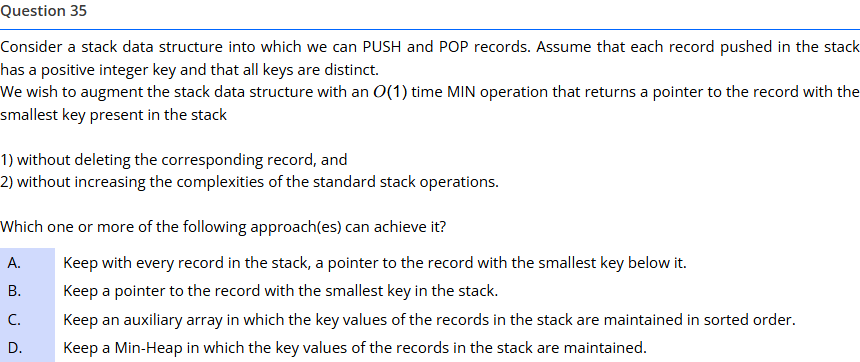 Question 35
Consider a stack data structure into which we can PUSH and POP records. Assume that each record pushed in the stack
has a positive integer key and that all keys are distinct.
We wish to augment the stack data structure with an O(1) time MIN operation that returns a pointer to the record with the
smallest key present in the stack
1) without deleting the corresponding record, and
2) without increasing the complexities of the standard stack operations.
Which one or more of the following approach(es) can achieve it?
A. Keep with every record in the stack, a pointer to the record with the smallest key below it.
B. Keep a pointer to the record with the smallest key in the stack.
C. Keep an auxiliary array in which the key values of the records in the stack are maintained in sorted order.
D. Keep a Min-Heap in which the key values of the records in the stack are maintained.